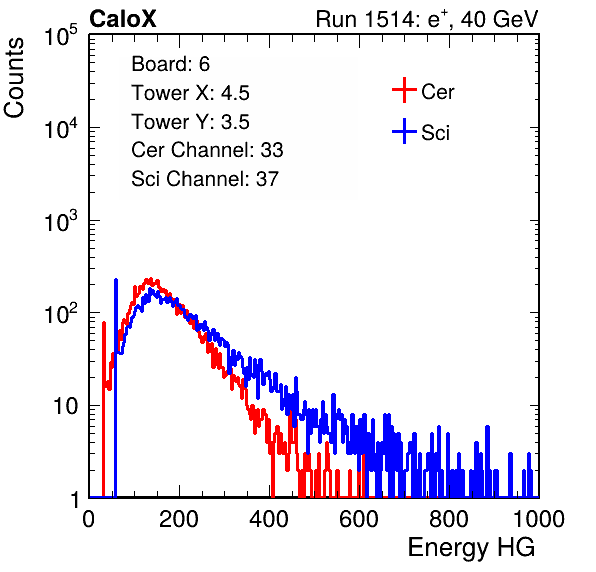 CaloX Run 1514: e⁺, 40 GeV
Counts
Board: 6
Tower X: 4.5
Tower Y: 3.5
Cer Channel: 33
Sci Channel: 37
Cer
Sci
10⁵
10⁴
10³
10²
10
1
0 200 400 600 800 1000
Energy HG